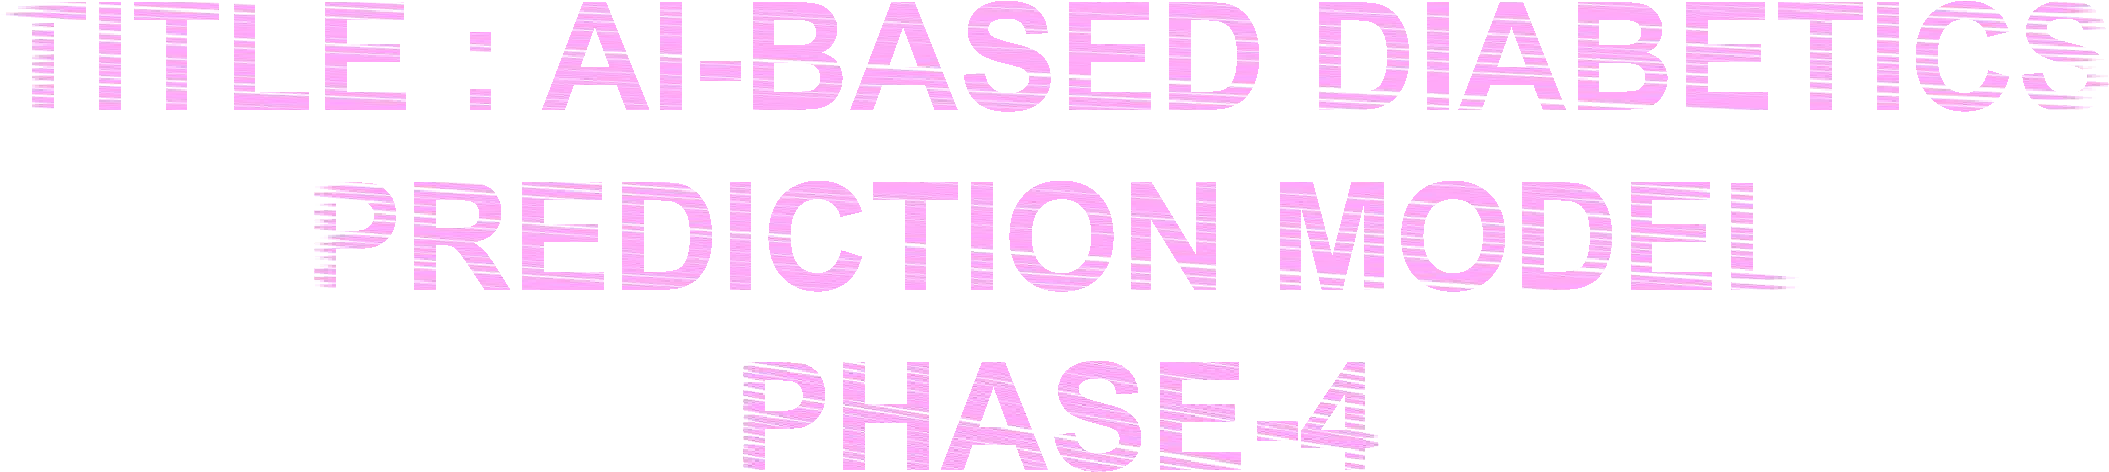 TITLE : AI-BASED DIABETICS
PREDICTION MODEL
PHASE-4